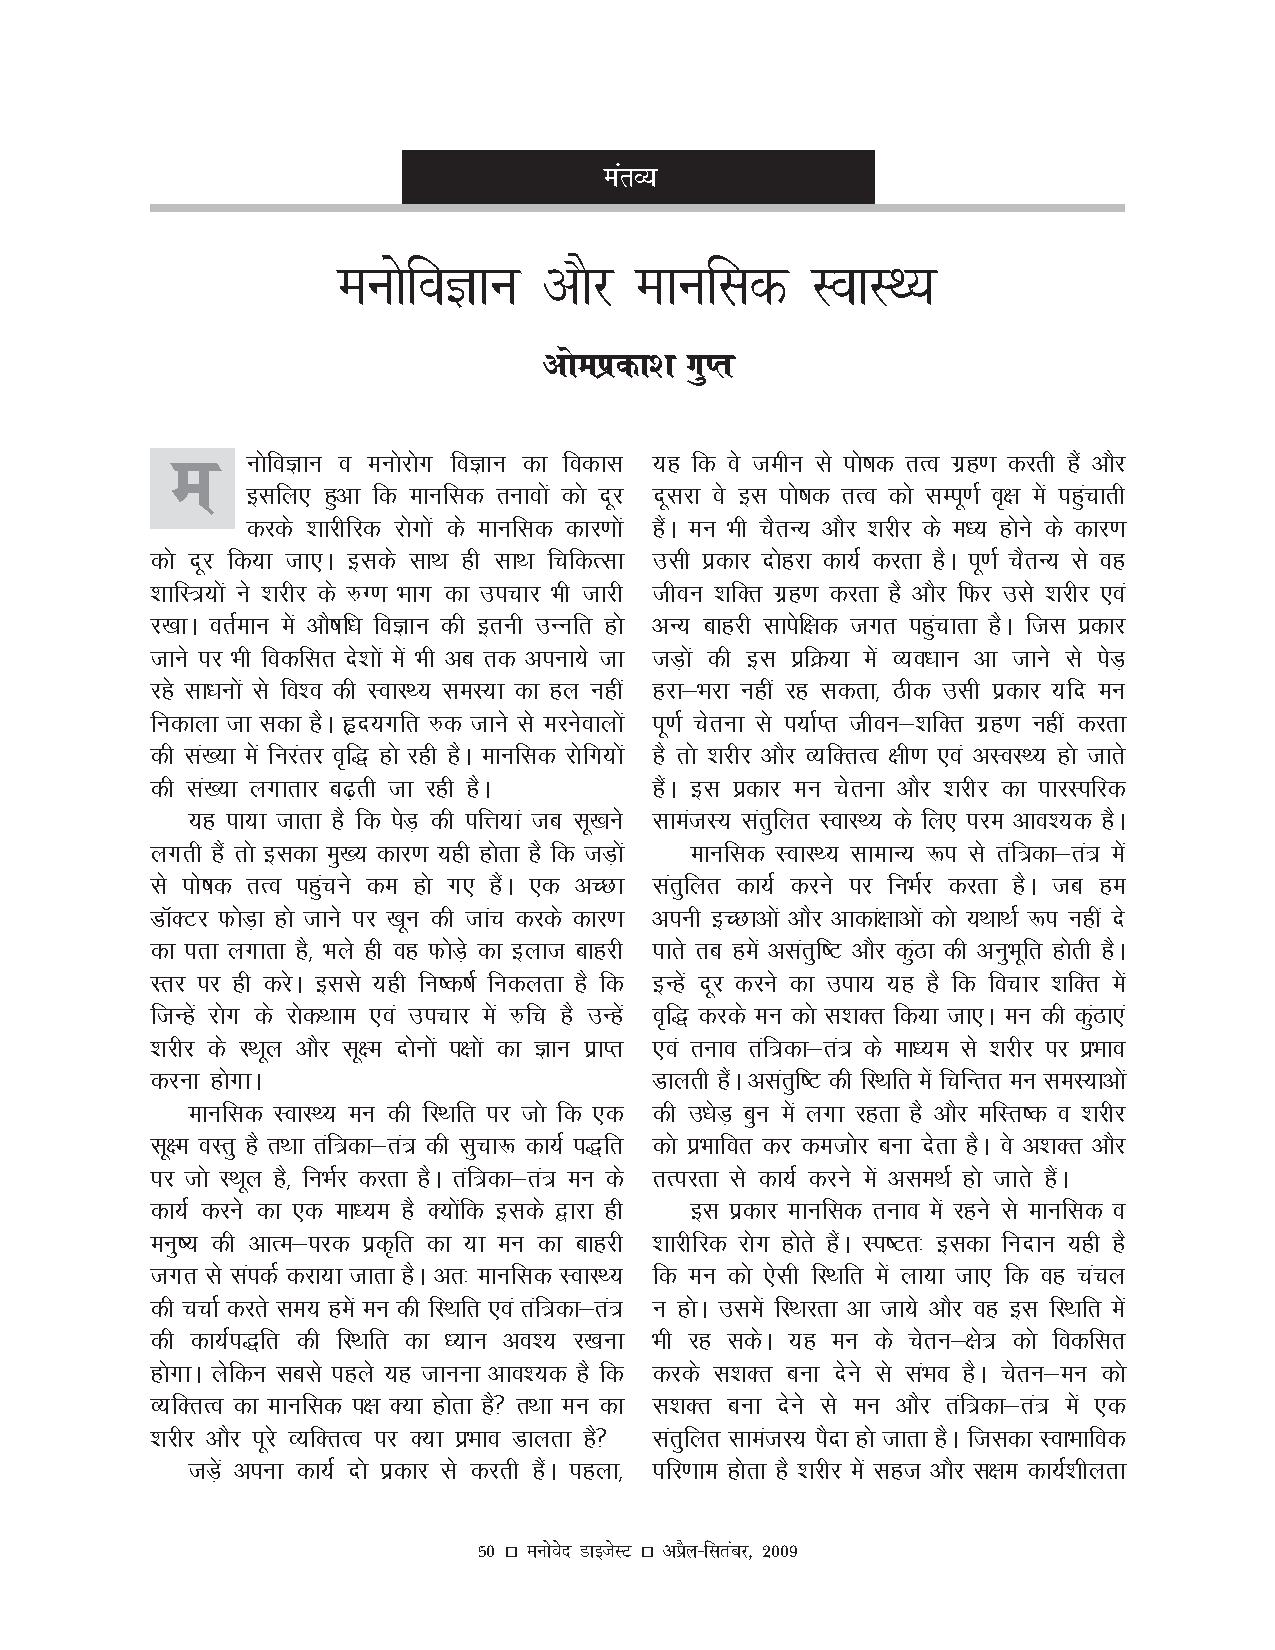 मंतव्य
मनोविज्ञान और मानसिक स्वास्थ्य
ओमप्रकाश गुप्त
मनोविज्ञान व मनोरोग विज्ञान का विकास
इसलिए हुआ कि मानसिक तनावों को दूर
करके शारीरिक रोगों के मानसिक कारणों
को दूर किया जाए। इसके साथ ही साथ चिकित्सा
शास्त्रियों ने शरीर के रुग्ण भाग का उपचार भी जारी
रखा। वर्तमान में औषधि विज्ञान की इतनी उन्नति हो
जाने पर भी विकसित देशों में भी अब तक अपनाये जा
रहे साधनों से विश्व की स्वास्थ्य समस्या का हल नहीं
निकाला जा सका है। हृदयगति रुक जाने से मरनेवालों
की संख्या में निरंतर वृद्धि हो रही है। मानसिक रोगियों
की संख्या लगातार बढ़ती जा रही है।
यह पाया जाता है कि पेड़ की पत्तियां जब सूखने
लगती हैं तो इसका मुख्य कारण यही होता है कि जड़ों
से पोषक तत्व पहुंचने कम हो गए हैं। एक अच्छा
डॉक्टर फोड़ा हो जाने पर खून की जांच करके कारण
का पता लगाता है, भले ही वह फोड़े का इलाज बाहरी
स्तर पर ही करे। इससे यही निष्कर्ष निकलता है कि
जिन्हें रोग के रोकथाम एवं उपचार में रुचि है उन्हें
शरीर के स्थूल और सूक्ष्म दोनों पक्षों का ज्ञान प्राप्त
करना होगा।
मानसिक स्वास्थ्य मन की स्थिति पर जो कि एक
सूक्ष्म वस्तु है तथा तंत्रिका–तंत्र की सुचारू कार्य पद्धति
पर जो स्थूल है, निर्भर करता है। तंत्रिका–तंत्र मन के
कार्य करने का एक माध्यम है क्योंकि इसके द्वारा ही
मनुष्य की आत्म–परक प्रकृति का या मन का बाहरी
जगत से संपर्क कराया जाता है। अतः मानसिक स्वास्थ्य
की चर्चा करते समय हमें मन की स्थिति एवं तंत्रिका–तंत्र
की कार्यपद्धति की स्थिति का ध्यान अवश्य रखना
होगा। लेकिन सबसे पहले यह जानना आवश्यक है कि
व्यक्तित्व का मानसिक पक्ष क्या होता है? तथा मन का
शरीर और पूरे व्यक्तित्व पर क्या प्रभाव डालता है?
जड़ें अपना कार्य दो प्रकार से करती हैं। पहला,
यह कि वे जमीन से पोषक तत्व ग्रहण करती हैं और
दूसरा वे इस पोषक तत्व को सम्पूर्ण वृक्ष में पहुंचाती
हैं। मन भी चैतन्य और शरीर के मध्य होने के कारण
उसी प्रकार दोहरा कार्य करता है। पूर्ण चैतन्य से वह
जीवन शक्ति ग्रहण करता है और फिर उसे शरीर एवं
अन्य बाहरी सापेक्षिक जगत पहुंचाता है। जिस प्रकार
जड़ों की इस प्रक्रिया में व्यवधान आ जाने से पेड़
हरा–भरा नहीं रह सकता, ठीक उसी प्रकार यदि मन
पूर्ण चेतना से पर्याप्त जीवन–शक्ति ग्रहण नहीं करता
है तो शरीर और व्यक्तित्व क्षीण एवं अस्वस्थ्य हो जाते
हैं। इस प्रकार मन चेतना और शरीर का पारस्परिक
सामंजस्य संतुलित स्वास्थ्य के लिए परम आवश्यक है।
मानसिक स्वास्थ्य सामान्य रूप से तंत्रिका–तंत्र में
संतुलित कार्य करने पर निर्भर करता है। जब हम
अपनी इच्छाओं और आकांक्षाओं को यथार्थ रूप नहीं दे
पाते तब हमें असंतुष्टि और कुंठा की अनुभूति होती है।
इन्हें दूर करने का उपाय यह है कि विचार शक्ति में
वृद्धि करके मन को सशक्त किया जाए। मन की कुंठाएं
एवं तनाव तंत्रिका–तंत्र के माध्यम से शरीर पर प्रभाव
डालती हैं। असंतुष्टि की स्थिति में चिन्तित मन समस्याओं
की उधेड़ बुन में लगा रहता है और मस्तिष्क व शरीर
को प्रभावित कर कमजोर बना देता है। वे अशक्त और
तत्परता से कार्य करने में असमर्थ हो जाते हैं।
इस प्रकार मानसिक तनाव में रहने से मानसिक व
शारीरिक रोग होते हैं। स्पष्टतः इसका निदान यही है
कि मन को ऐसी स्थिति में लाया जाए कि वह चंचल
न हो। उसमें स्थिरता आ जाये और वह इस स्थिति में
भी रह सके। यह मन के चेतन–क्षेत्र को विकसित
करके सशक्त बना देने से संभव है। चेतन–मन को
सशक्त बना देने से मन और तंत्रिका–तंत्र में एक
संतुलित सामंजस्य पैदा हो जाता है। जिसका स्वाभाविक
परिणाम होता है शरीर में सहज और सक्षम कार्यशीलता
50 □ मनोवेद डाइजेस्ट □ अप्रैल-सितंबर, 2009